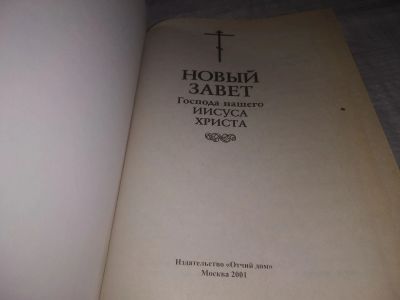 НОВЫЙ
ЗАВЕТ
Господа нашего
ИИСУСА
ХРИСТА
Издательство «Отчий дом»
Москва 2001